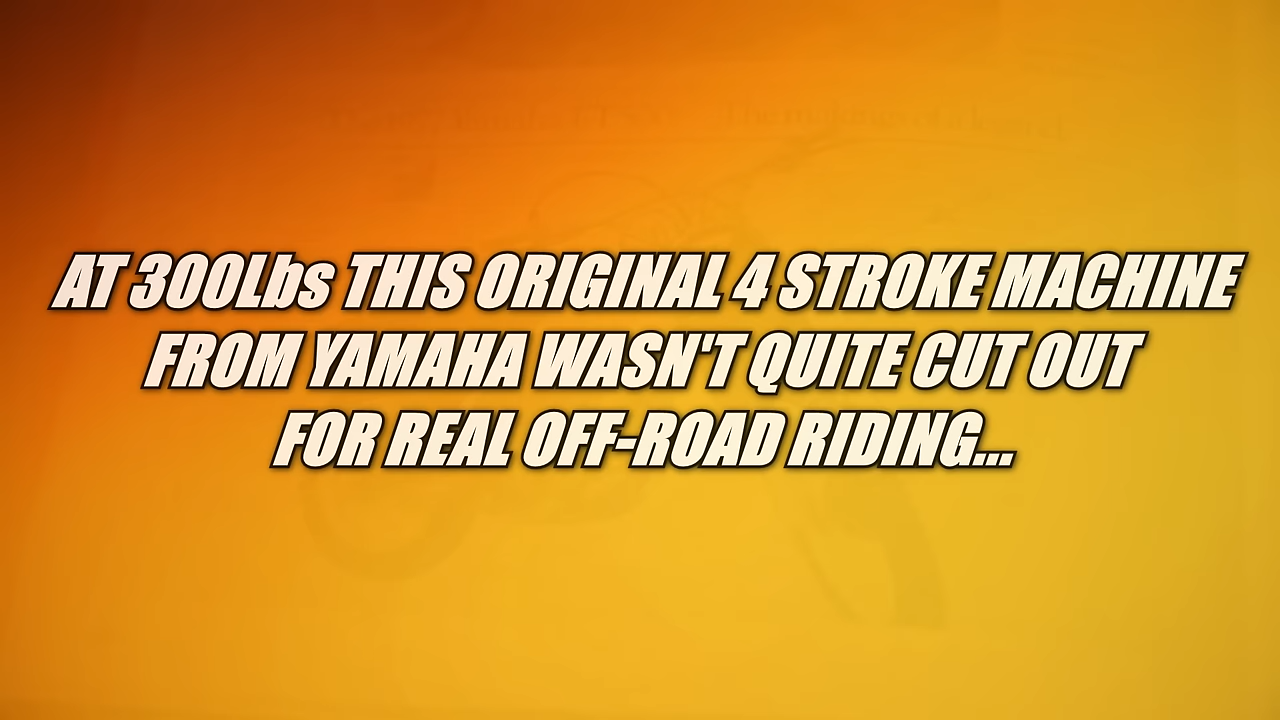 AT 300Lbs THIS ORIGINAL 4 STROKE MACHINE
FROM YAMAHA WASN'T QUITE CUT OUT
FOR REAL OFF-ROAD RIDING...